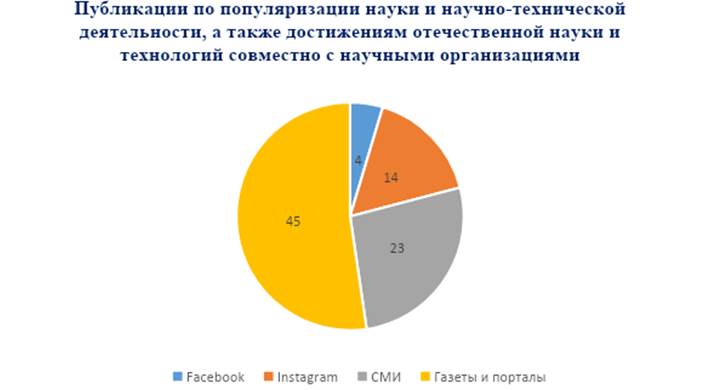 Публикации по популяризации науки и научно-технической
деятельности, а также достижениям отечественной науки и
технологий совместно с научными организациями
4
14
45
23
Facebook Instagram СМИ Газеты и порталы